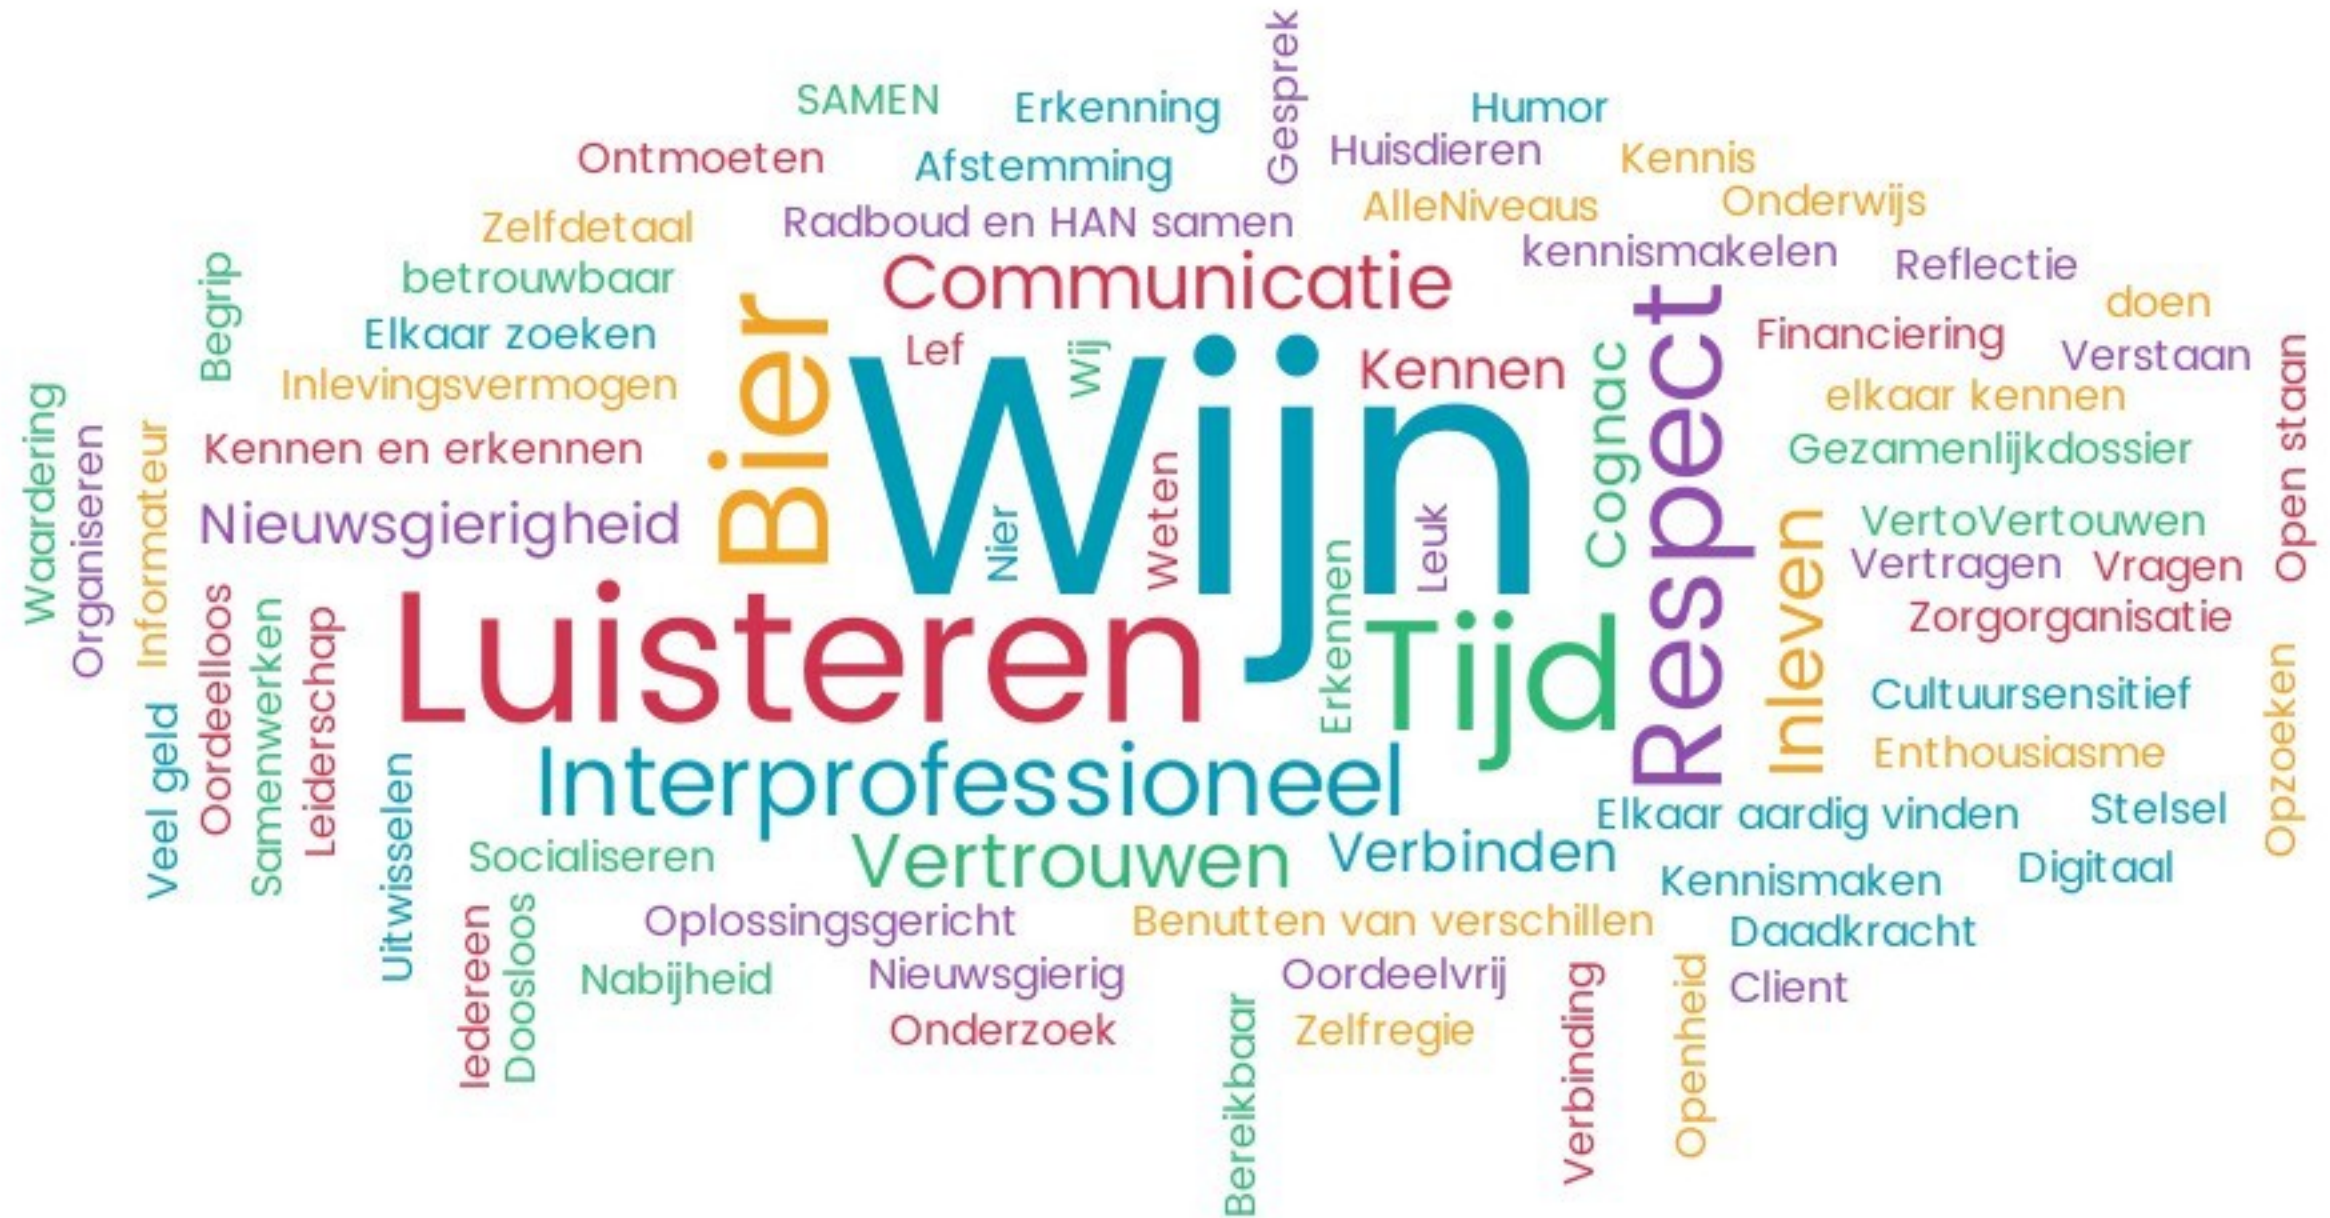 Gesprek
SAMEN
Erkenning
Humor
Ontmoeten
Afstemming
Huisdieren
Kennis
Zelfdetaal
Radboud en HAN samen
AlleNiveaus
Onderwijs
Begrip
betrouwbaar
Communicatie
kennismakelen
Reflectie
doen
Elkaar zoeken
Bier
Lef
Wij
Wijn
Kennen
Cognac
Respect
Financiering
Verstaan
Open staan
Inlevingsvermogen
elkaar kennen
Waardering
Organiseren
Informateur
Kennen en erkennen
Weten
Gezamenlijkdossier
Nieuwsgierigheid
Nier
Leuk
Inleven
VertoVertouwen
Vertragen
Vragen
Oordeelloos
Samenwerken
Leiderschap
Luisteren
Erkennen
Tijd
Zorgorganisatie
Veel geld
Cultuursensitief
Opzoeken
Uitwisselen
Interprofessioneel
Enthousiasme
Elkaar aardig vinden
Stelsel
Socialiseren
Vertrouwen
Verbinden
Kennismaken
Digitaal
Iedereen
Doosloos
Oplossingsgericht
Benutten van verschillen
Daadkracht
Nabijheid
Nieuwsgierig
Oordeelvrij
Verbinding
Openheid
Client
Onderzoek
Bereikbaar
Zelfregie